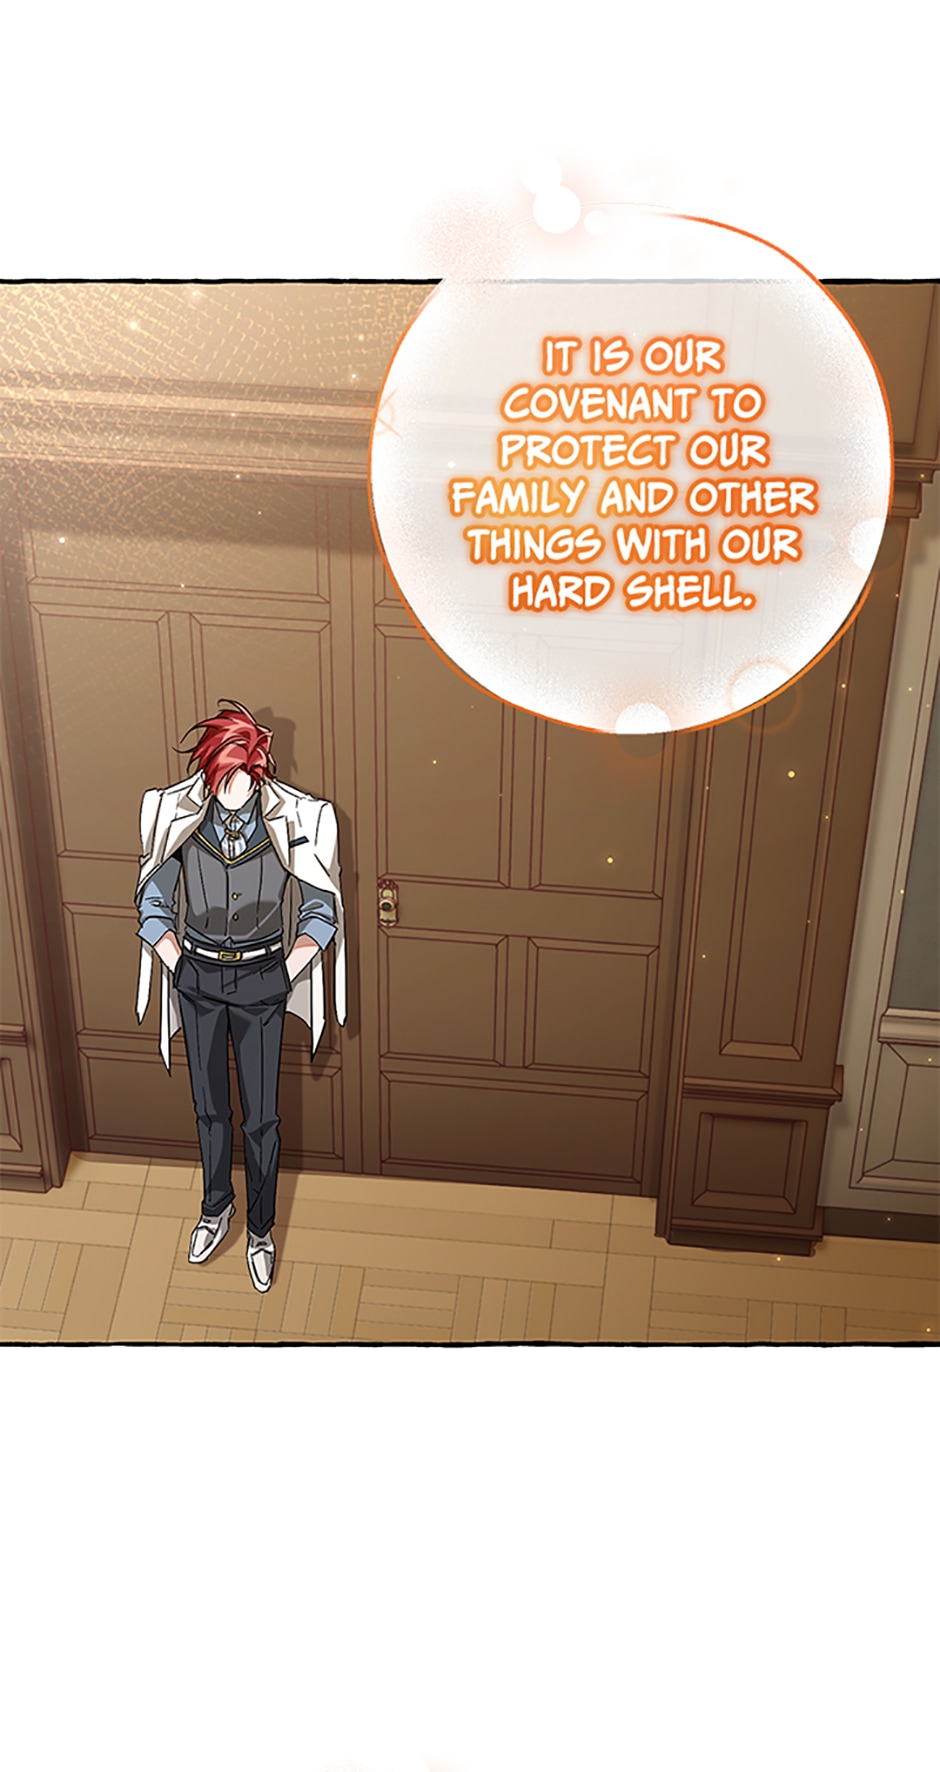 IT IS OUR
COVENANT TO
PROTECT OUR
FAMILY AND OTHER
THINGS WITH OUR
HARD SHELL.